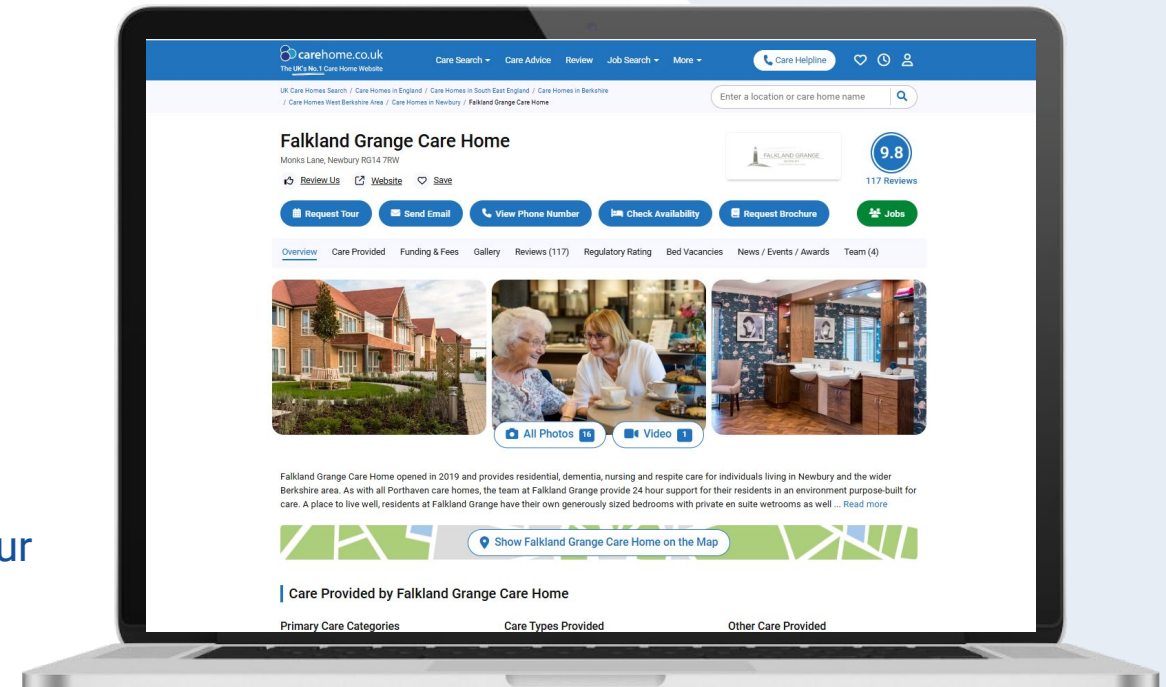 carehome.co.uk
The UK's No.1 Care Home Website
Care Search
Care Advice
Review
Job Search
More
Care Helpline
UK Care Homes Search / Care Homes in England / Care Homes in South East England / Care Homes in Berkshire
/ Care Homes West Berkshire Area / Care Homes in Newbury / Falkland Grange Care Home
Enter a location or care home name
Falkland Grange Care Home
Monks Lane, Newbury RG14 7RW
Review Us
Website
Save
FALKLAND GRANGE
9.8
117 Reviews
Request Tour
Send Email
View Phone Number
Check Availability
Request Brochure
Jobs
Overview
Care Provided
Funding & Fees
Gallery
Reviews (117)
Regulatory Rating
Bed Vacancies
News / Events / Awards
Team (4)
All Photos 16
Video 1
Falkland Grange Care Home opened in 2019 and provides residential, dementia, nursing and respite care for individuals living in Newbury and the wider
Berkshire area. As with all Porthaven care homes, the team at Falkland Grange provide 24 hour support for their residents in an environment purpose-built for
care. A place to live well, residents at Falkland Grange have their own generously sized bedrooms with private en suite wetrooms as well ... Read more
ur
Show Falkland Grange Care Home on the Map
Care Provided by Falkland Grange Care Home
Primary Care Categories
Care Types Provided
Other Care Provided